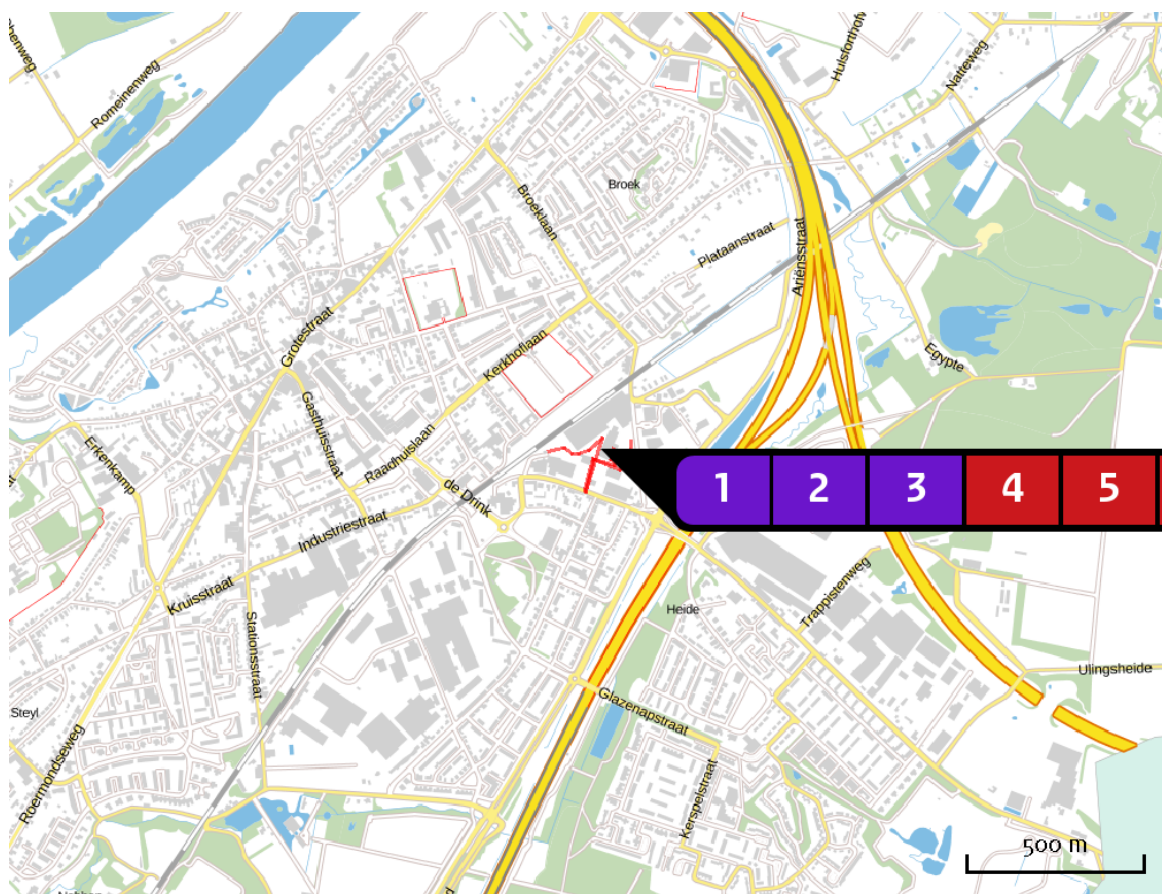 Romeinenweg
Hulsforthof
Natteweg
Broek
Broeklaan
Plataanstraat
Ariënsstraat
Grotestraat
Kerkhoflaan
Egypte
Gasthuisstraat
Raadhuislaan
Erkenkamp
de Drink
1 2 3 4 5
Industriestraat
Kruisstraat
Trappistenweg
Heide
Stationsstraat
Ulingsheide
Glazenapstraat
Steyl
Roermondseweg
Kerspelstraat
500 m